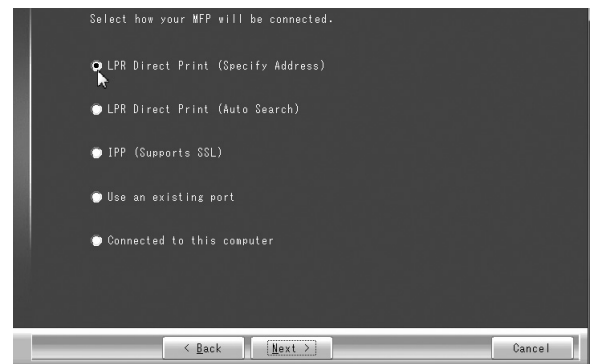 Select how your MFP will be connected.
LPR Direct Print (Specify Address)
LPR Direct Print (Auto Search)
IPP (Supports SSL)
Use an existing port
Connected to this computer
< Back
Next >
Cancel